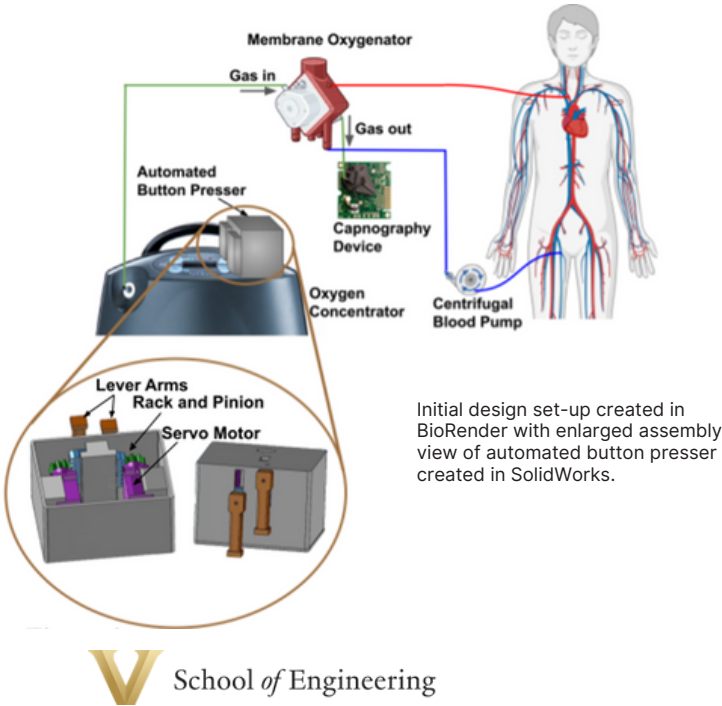 Membrane Oxygenator
Gas in
Gas out
Automated
Button Presser
Capnography
Device
Oxygen
Concentrator
Centrifugal
Blood Pump
Lever Arms
Rack and Pinion
Servo Motor
Initial design set-up created in
BioRender with enlarged assembly
view of automated button presser
created in SolidWorks.
School of Engineering